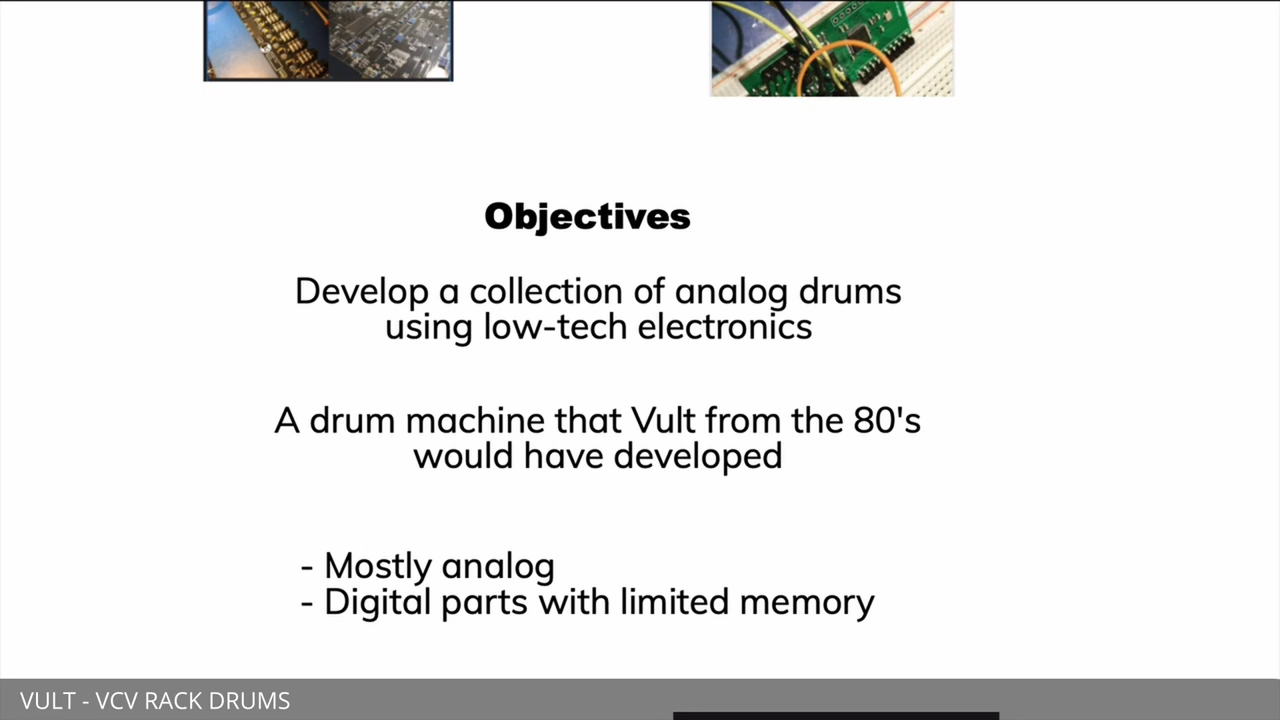 Objectives
Develop a collection of analog drums
using low-tech electronics
A drum machine that Vult from the 80's
would have developed
- Mostly analog
- Digital parts with limited memory
VULT - VCV RACK DRUMS